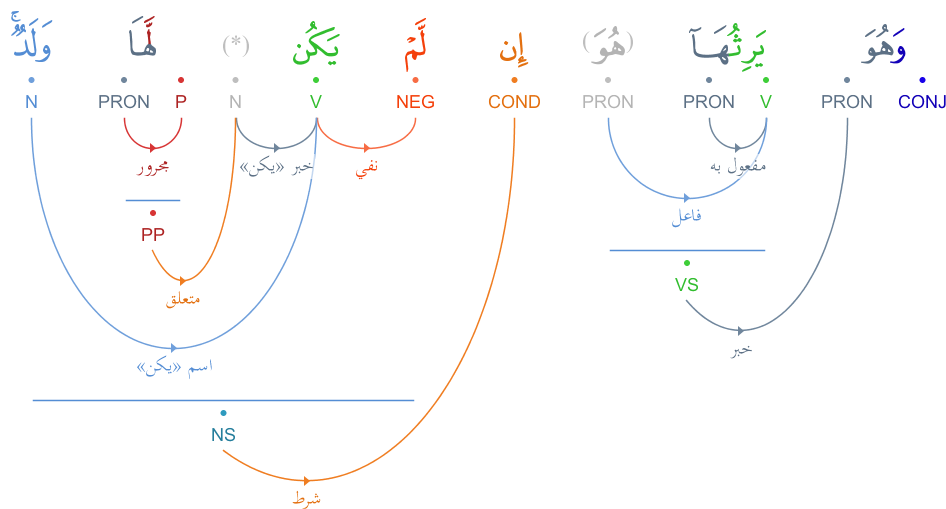 وَهُوَ يَرِثُهَآ (هُوَ) إِن لَّمْ يَكُن (*) لَّهَا وَلَدٌۭ ۚ
CONJ PRON V PRON PRON COND NEG V N P PRON N
مفعول به نفي خبر «يكن» مجرور
فاعل
PP
VS
متعلق
خبر
اسم «يكن»
NS
شرط